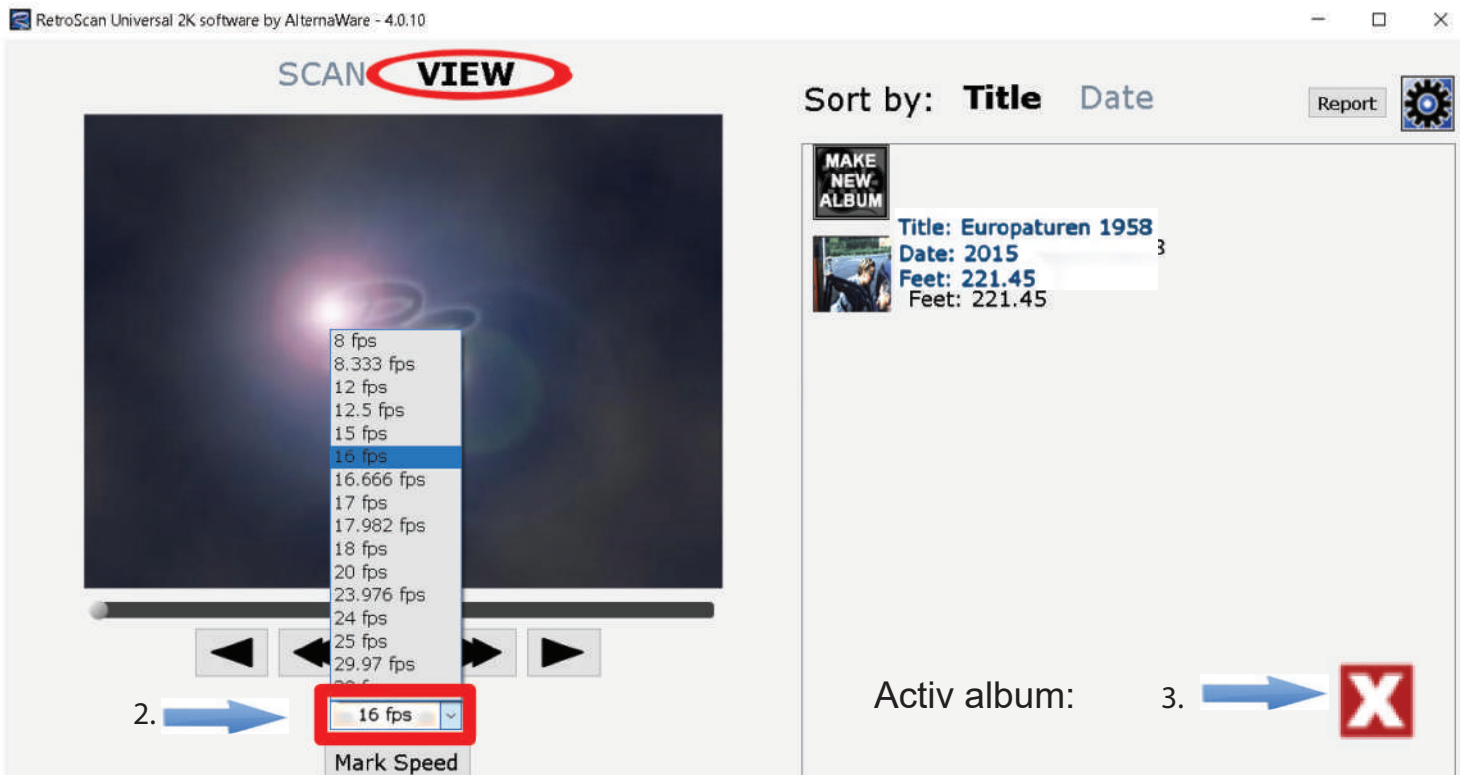 RetroScan Universal 2K software by AlternaWare - 4.0.10
SCAN VIEW
Sort by: Title Date
Report
MAKE
NEW
ALBUM
Title: Europaturen 1958
Date: 2015
Feet: 221.45
Feet: 221.45
8 fps
8.333 fps
12 fps
12.5 fps
15 fps
16 fps
16.666 fps
17 fps
17.982 fps
18 fps
20 fps
23.976 fps
24 fps
25 fps
29.97 fps
2.
16 fps
Mark Speed
Activ album:
3.
X